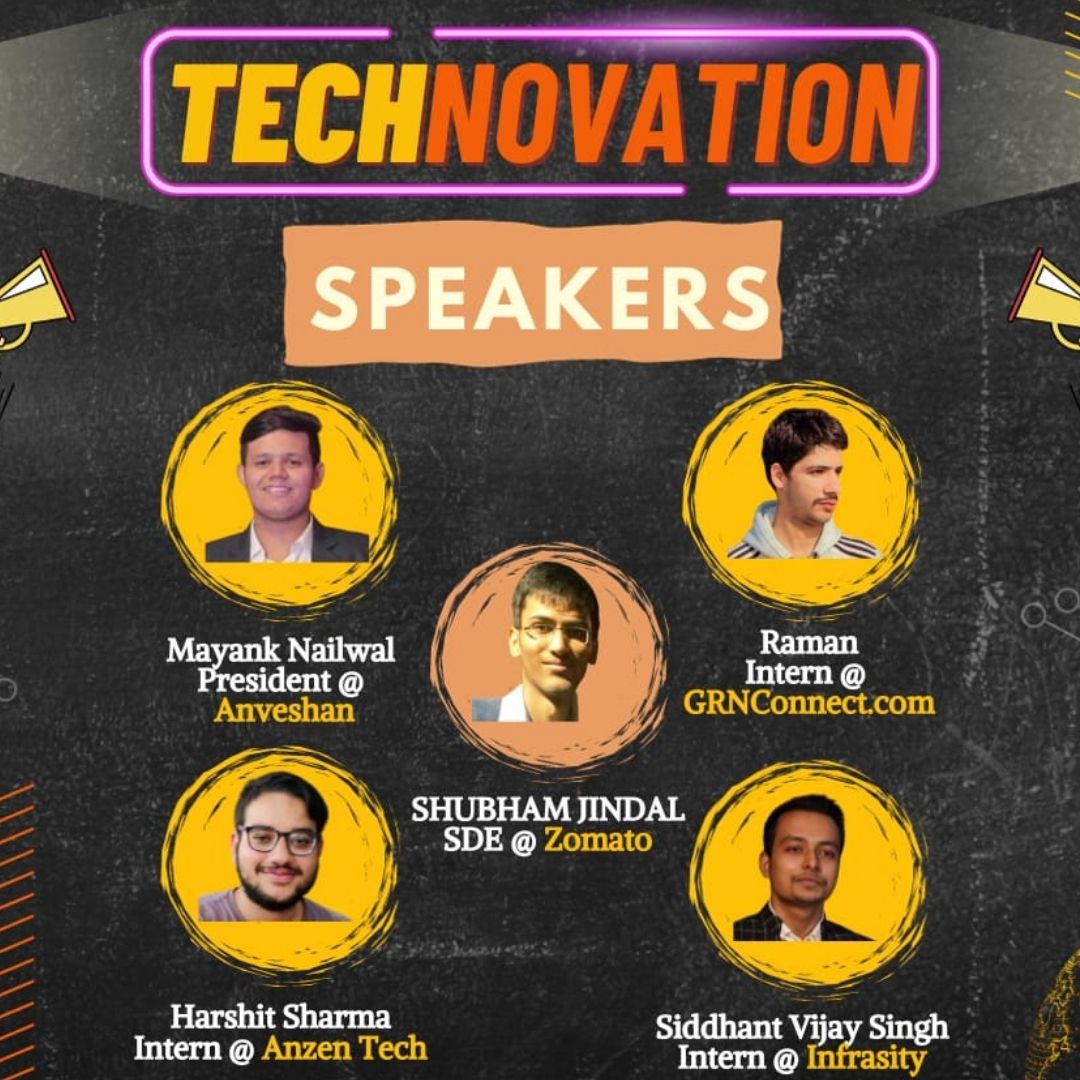 TECHNOVATION
SPEAKERS
Mayank Nailwal
President @
Anveshan
Raman
Intern @
GRNConnect.com
SHUBHAM JINDAL
SDE @ Zomato
Harshit Sharma
Intern @ Anzen Tech
Siddhant Vijay Singh
Intern @ Infrasity